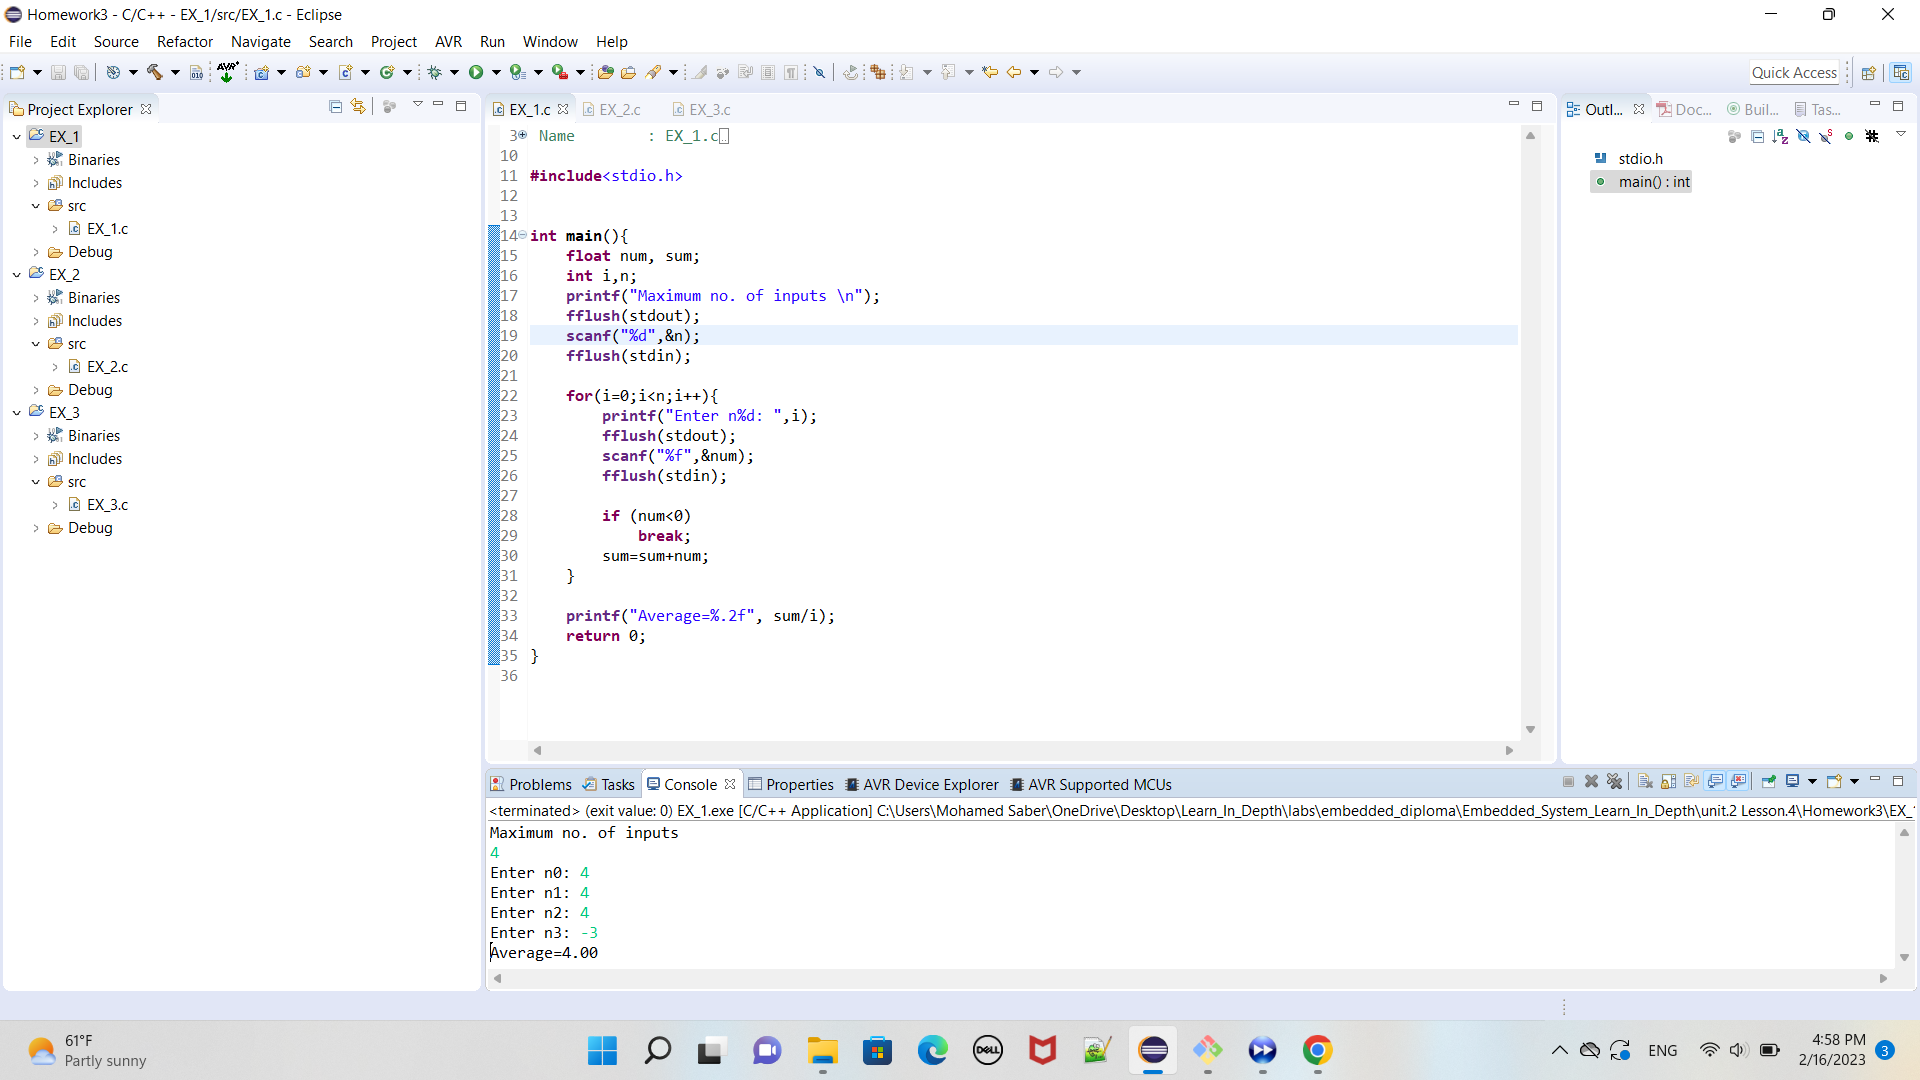 Homework3 - C/C++ - EX_1/src/EX_1.c - Eclipse
File Edit Source Refactor Navigate Search Project AVR Run Window Help
Quick Access
Project Explorer
EX_1
Binaries
Includes
src
EX_1.c
Debug
EX_2
Binaries
Includes
src
EX_2.c
Debug
EX_3
Binaries
Includes
src
EX_3.c
Debug
EX_1.c EX_2.c EX_3.c
3 Name : EX_1.c
10
11 #include<stdio.h>
12
13
14 int main(){
15 float num, sum;
16 int i,n;
17 printf("Maximum no. of inputs \n");
18 fflush(stdout);
19 scanf("%d",&n);
20 fflush(stdin);
21
22 for(i=0;i<n;i++){
23 printf("Enter n%d: ",i);
24 fflush(stdout);
25 scanf("%f",&num);
26 fflush(stdin);
27
28 if (num<0)
29 break;
30 sum=sum+num;
31 }
32
33 printf("Average=%.2f", sum/i);
34 return 0;
35 }
36
Outl... Doc... Buil... Tas...
stdio.h
main() : int
Problems Tasks Console Properties AVR Device Explorer AVR Supported MCUs
<terminated> (exit value: 0) EX_1.exe [C/C++ Application] C:\Users\Mohamed Saber\OneDrive\Desktop\Learn_In_Depth\labs\embedded_diploma\Embedded_System_Learn_In_Depth\unit.2 Lesson.4\Homework3\EX_
Maximum no. of inputs
4
Enter n0: 4
Enter n1: 4
Enter n2: 4
Enter n3: -3
Average=4.00
61°F
Partly sunny
DELL
ENG
4:58 PM
2/16/2023
3